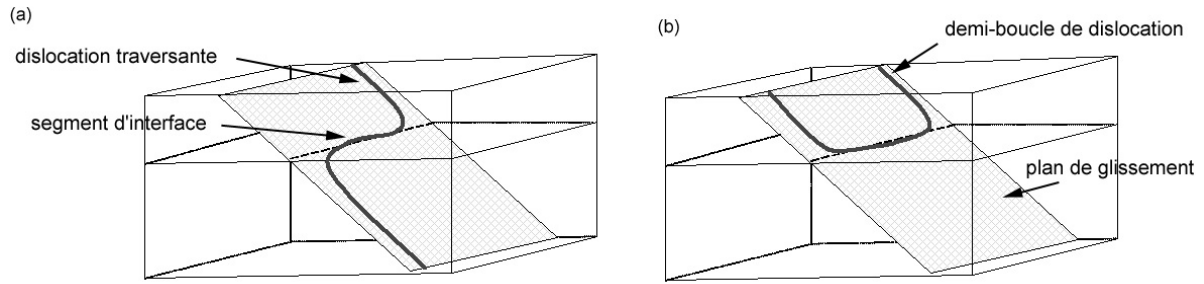 (a)
dislocation traversante
segment d'interface
(b)
demi-boucle de dislocation
plan de glissement